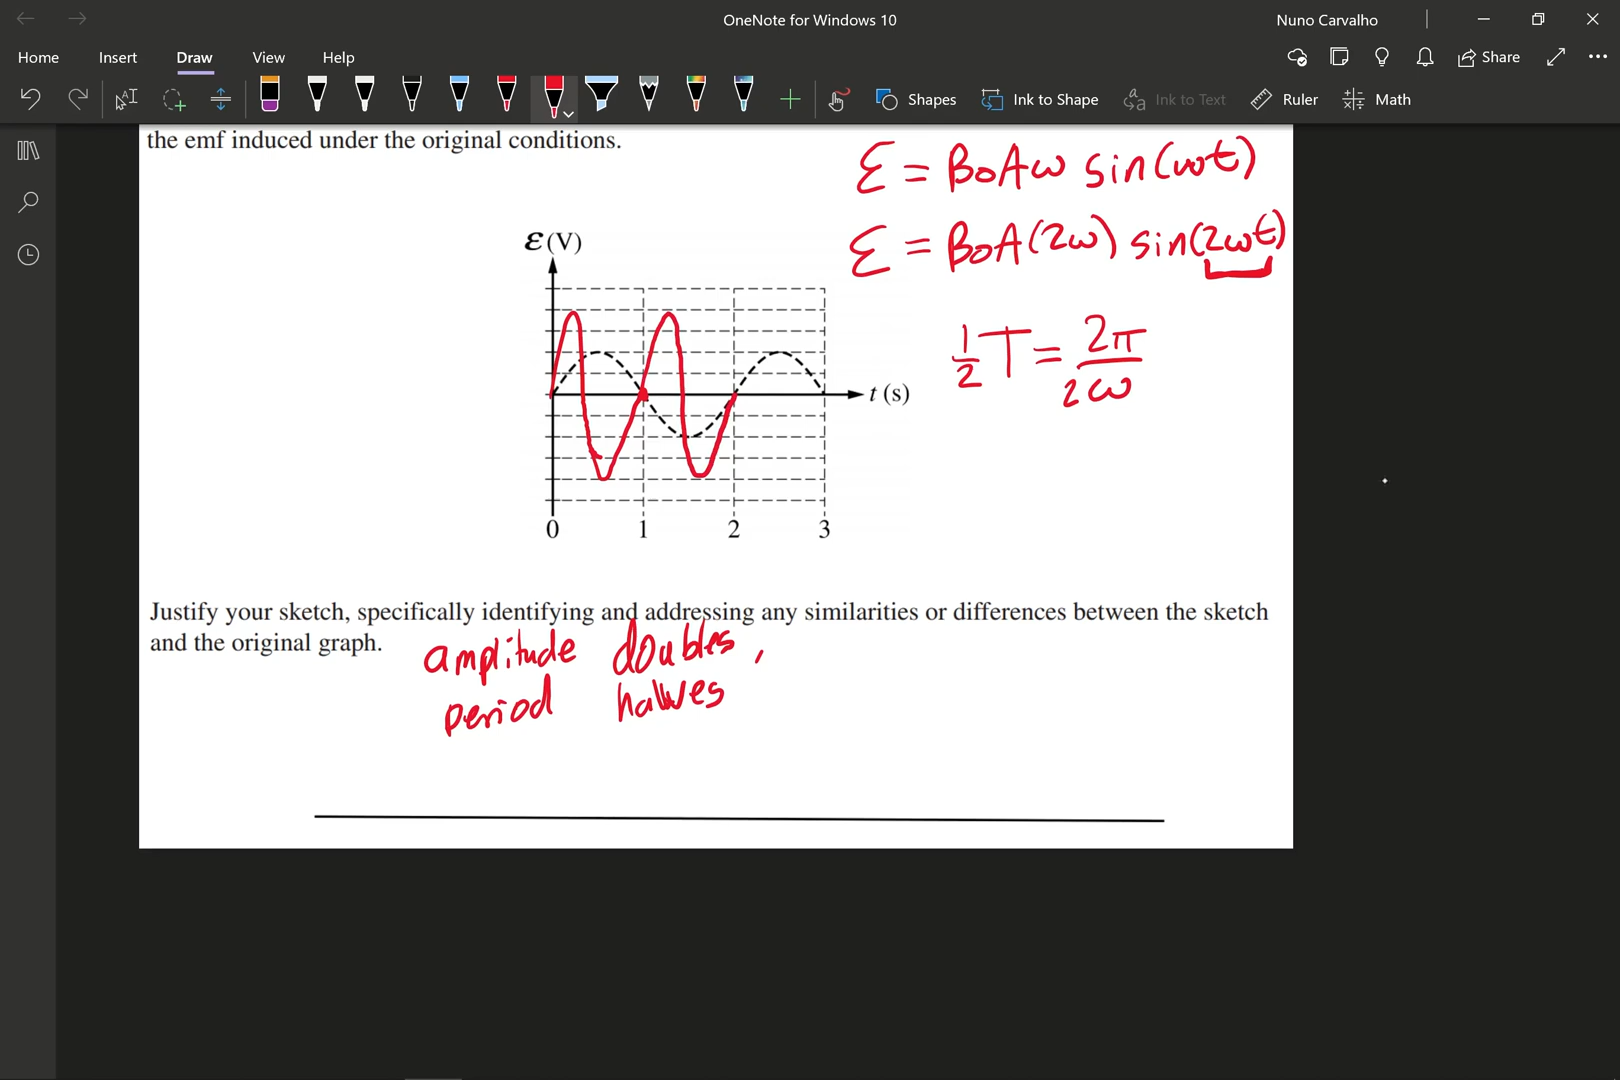 OneNote for Windows 10
Nuno Carvalho
Home Insert Draw View Help
Share
Shapes Ink to Shape Ink to Text Ruler Math
the emf induced under the original conditions.
ℰ = B₀Aω sin(ωt)
ℰ = B₀A(2ω) sin(2ωt)
ℰ(V)
1/2 T = 2π/2ω
t (s)
0 1 2 3
Justify your sketch, specifically identifying and addressing any similarities or differences between the sketch
and the original graph.
amplitude doubles,
period halves